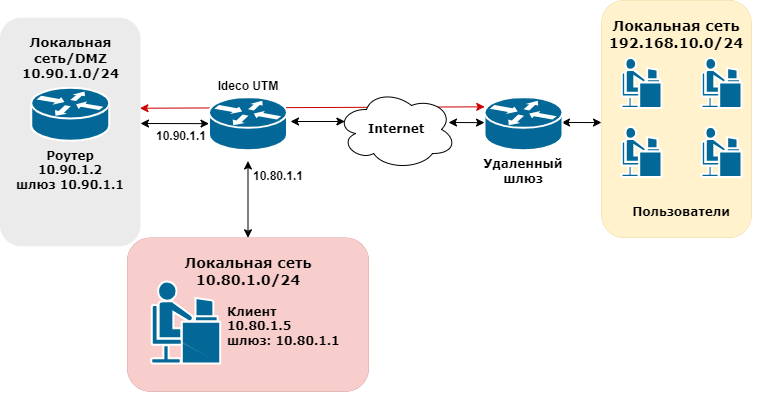 Локальная
сеть/DMZ
10.90.1.0/24
Роутер
10.90.1.2
шлюз 10.90.1.1
Ideco UTM
10.90.1.1
10.80.1.1
Internet
Удаленный
шлюз
Локальная сеть
192.168.10.0/24
Пользователи
Локальная сеть
10.80.1.0/24
Клиент
10.80.1.5
шлюз: 10.80.1.1